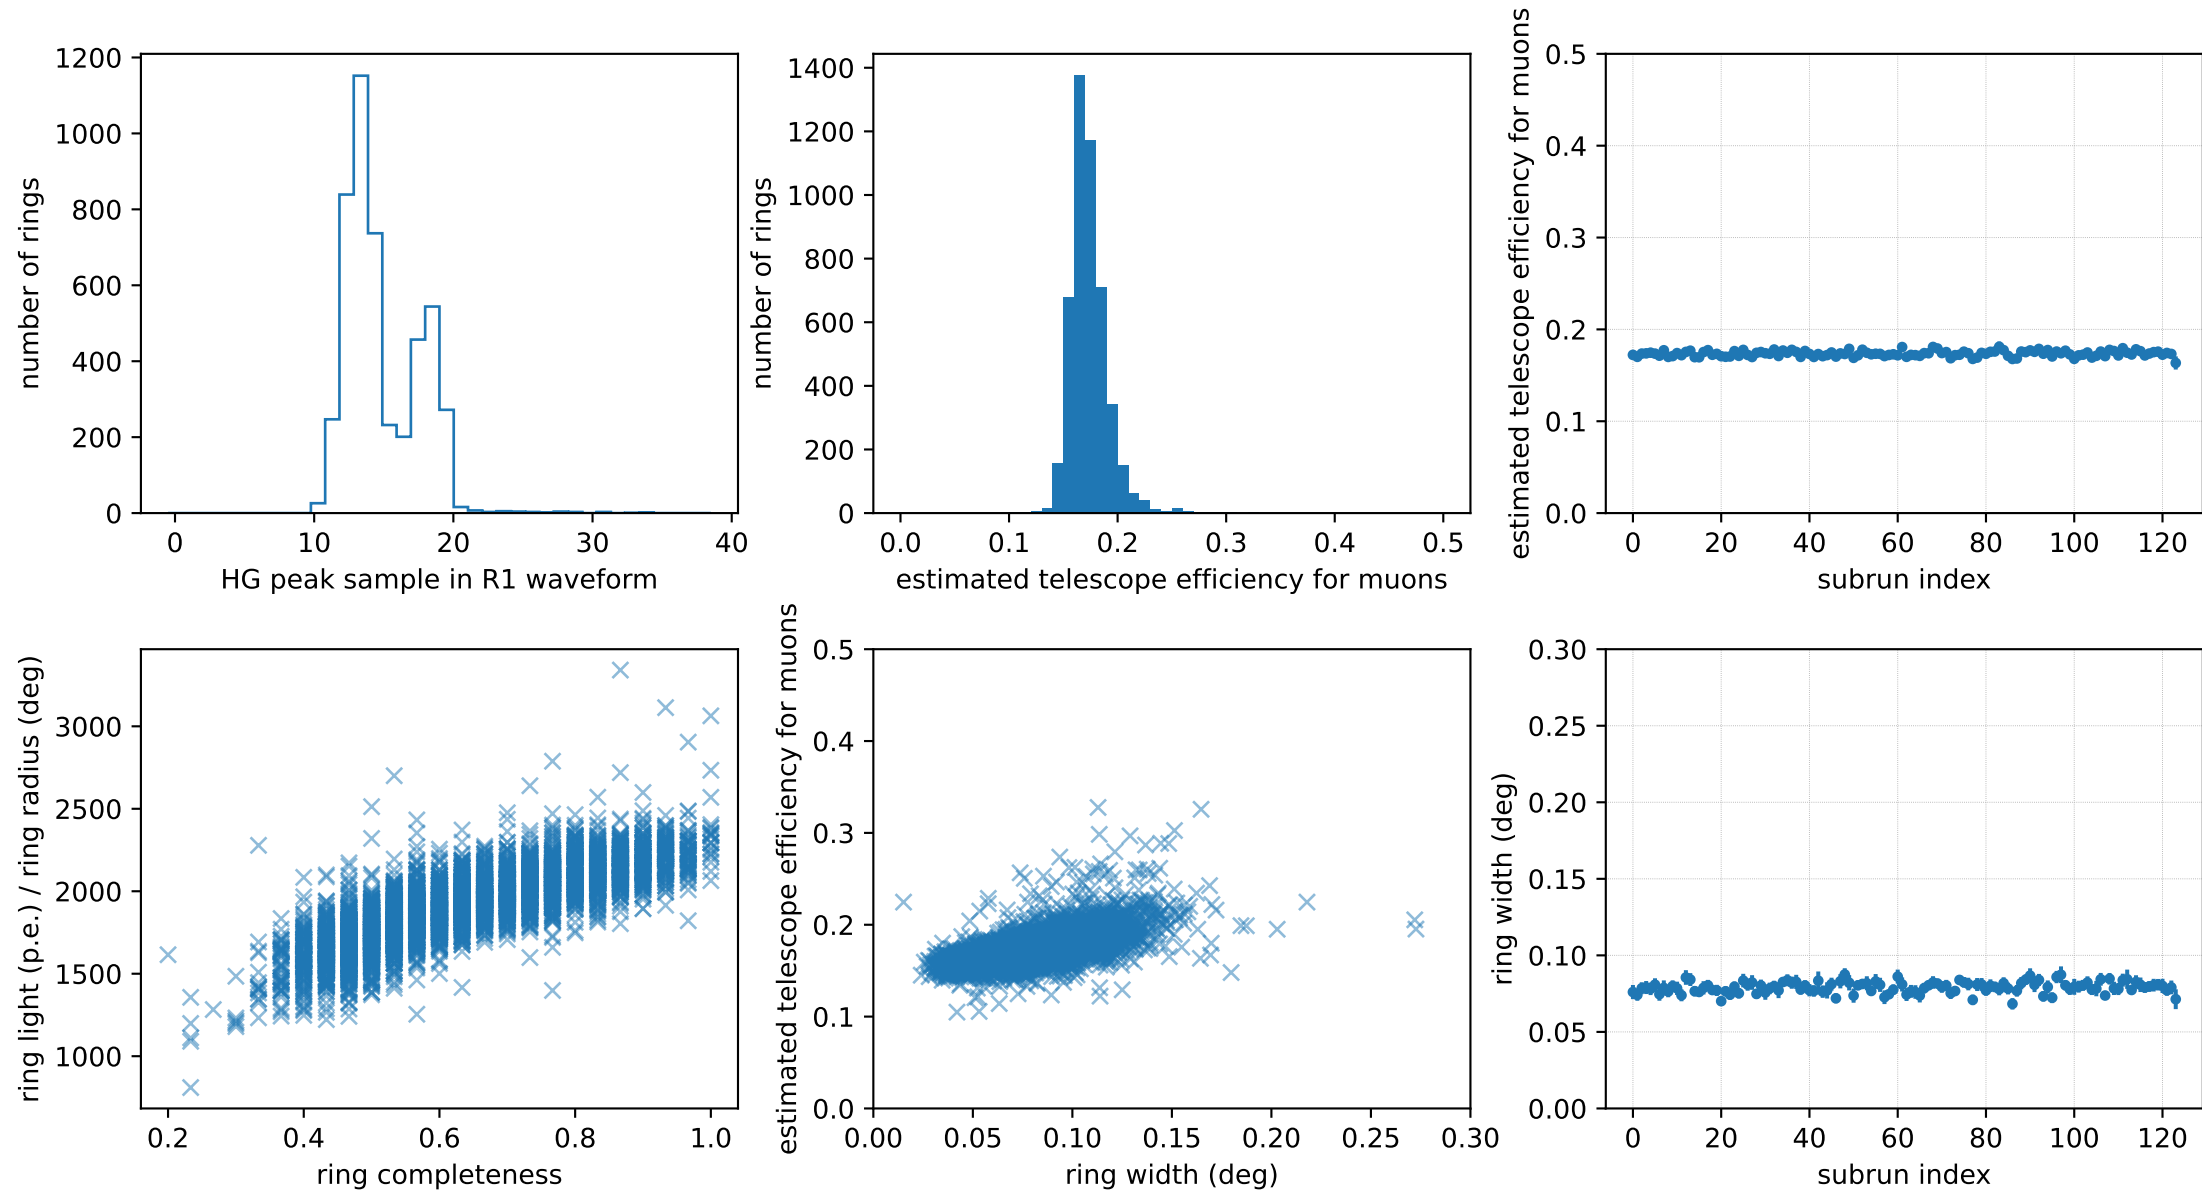 1200
1000
800
600
400
200
0
number of rings
0 10 20 30 40
HG peak sample in R1 waveform
1400
1200
1000
800
600
400
200
0
number of rings
0.0 0.1 0.2 0.3 0.4 0.5
estimated telescope efficiency for muons
0.5
0.4
0.3
0.2
0.1
0.0
estimated telescope efficiency for muons
0 20 40 60 80 100 120
subrun index
3000
2500
2000
1500
1000
ring light (p.e.) / ring radius (deg)
0.2 0.4 0.6 0.8 1.0
ring completeness
0.5
0.4
0.3
0.2
0.1
0.0
estimated telescope efficiency for muons
0.00 0.05 0.10 0.15 0.20 0.25 0.30
ring width (deg)
0.30
0.25
0.20
0.15
0.10
0.05
0.00
ring width (deg)
0 20 40 60 80 100 120
subrun index